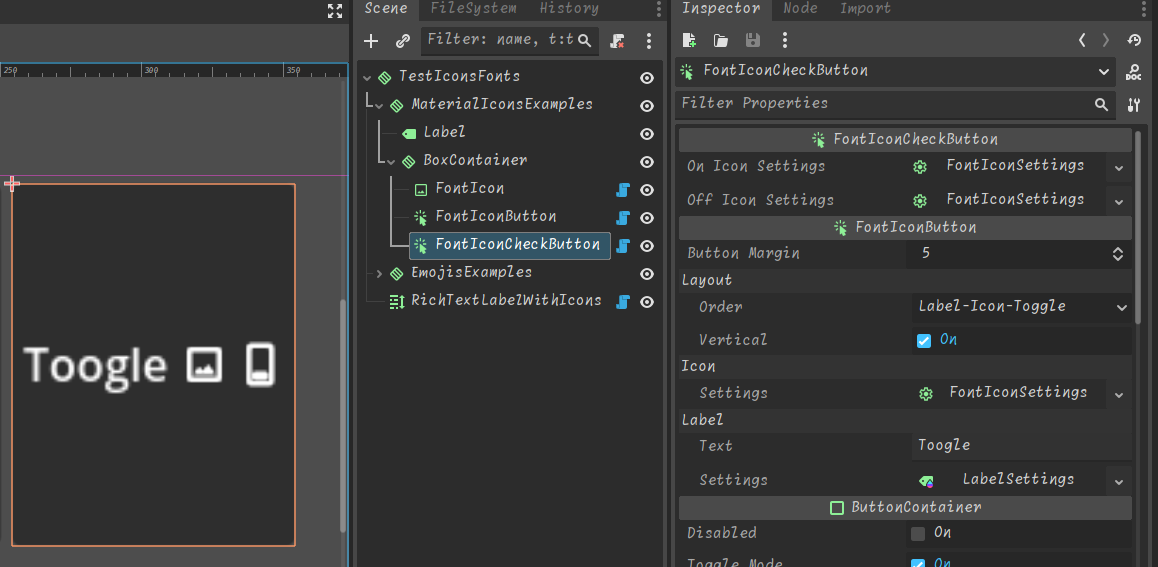 Scene FileSystem History
Filter: name, t:t
TestIconsFonts
MaterialIconsExamples
Label
BoxContainer
FontIcon
FontIconButton
FontIconCheckButton
EmojisExamples
RichTextLabelWithIcons
250 300 350
Toogle
Inspector Node Import
FontIconCheckButton
Filter Properties
DOC
FontIconCheckButton
On Icon Settings FontIconSettings
Off Icon Settings FontIconSettings
FontIconButton
Button Margin 5
Layout
Order Label-Icon-Toggle
Vertical On
Icon
Settings FontIconSettings
Label
Text Toogle
Settings LabelSettings
ButtonContainer
Disabled On
Toggle Mode On